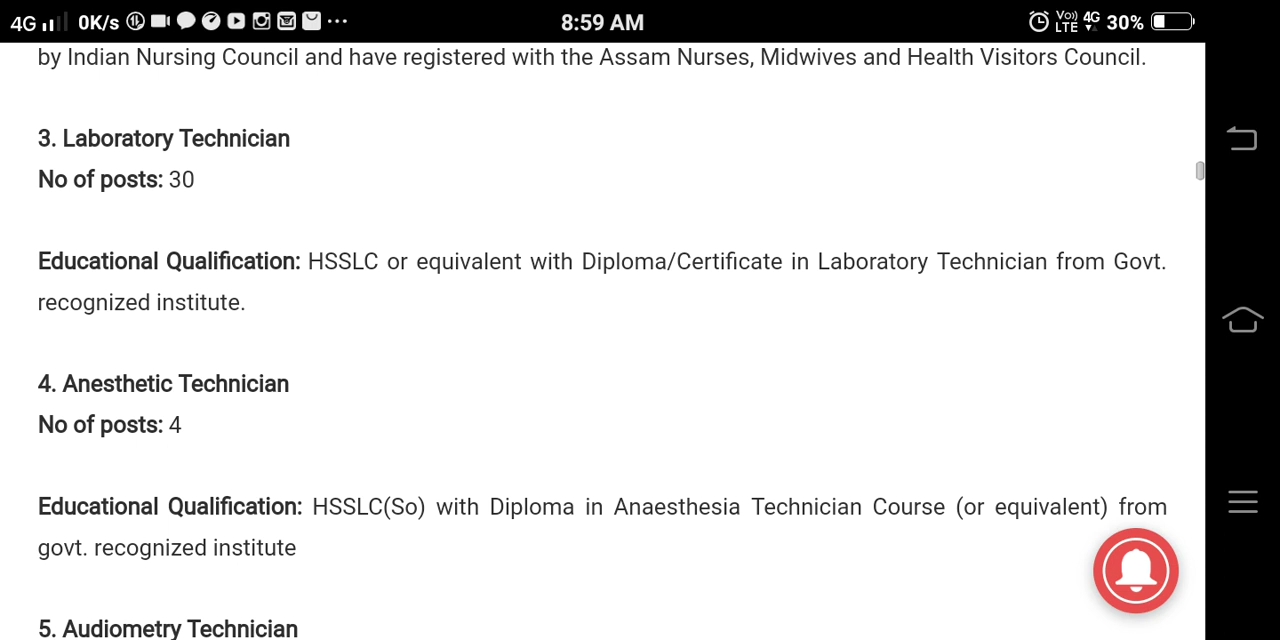 4G 0K/s ... 8:59 AM Vo)) LTE 4G 30%
by Indian Nursing Council and have registered with the Assam Nurses, Midwives and Health Visitors Council.
3. Laboratory Technician
No of posts: 30
Educational Qualification: HSSLC or equivalent with Diploma/Certificate in Laboratory Technician from Govt.
recognized institute.
4. Anesthetic Technician
No of posts: 4
Educational Qualification: HSSLC(So) with Diploma in Anaesthesia Technician Course (or equivalent) from
govt. recognized institute
5. Audiometry Technician